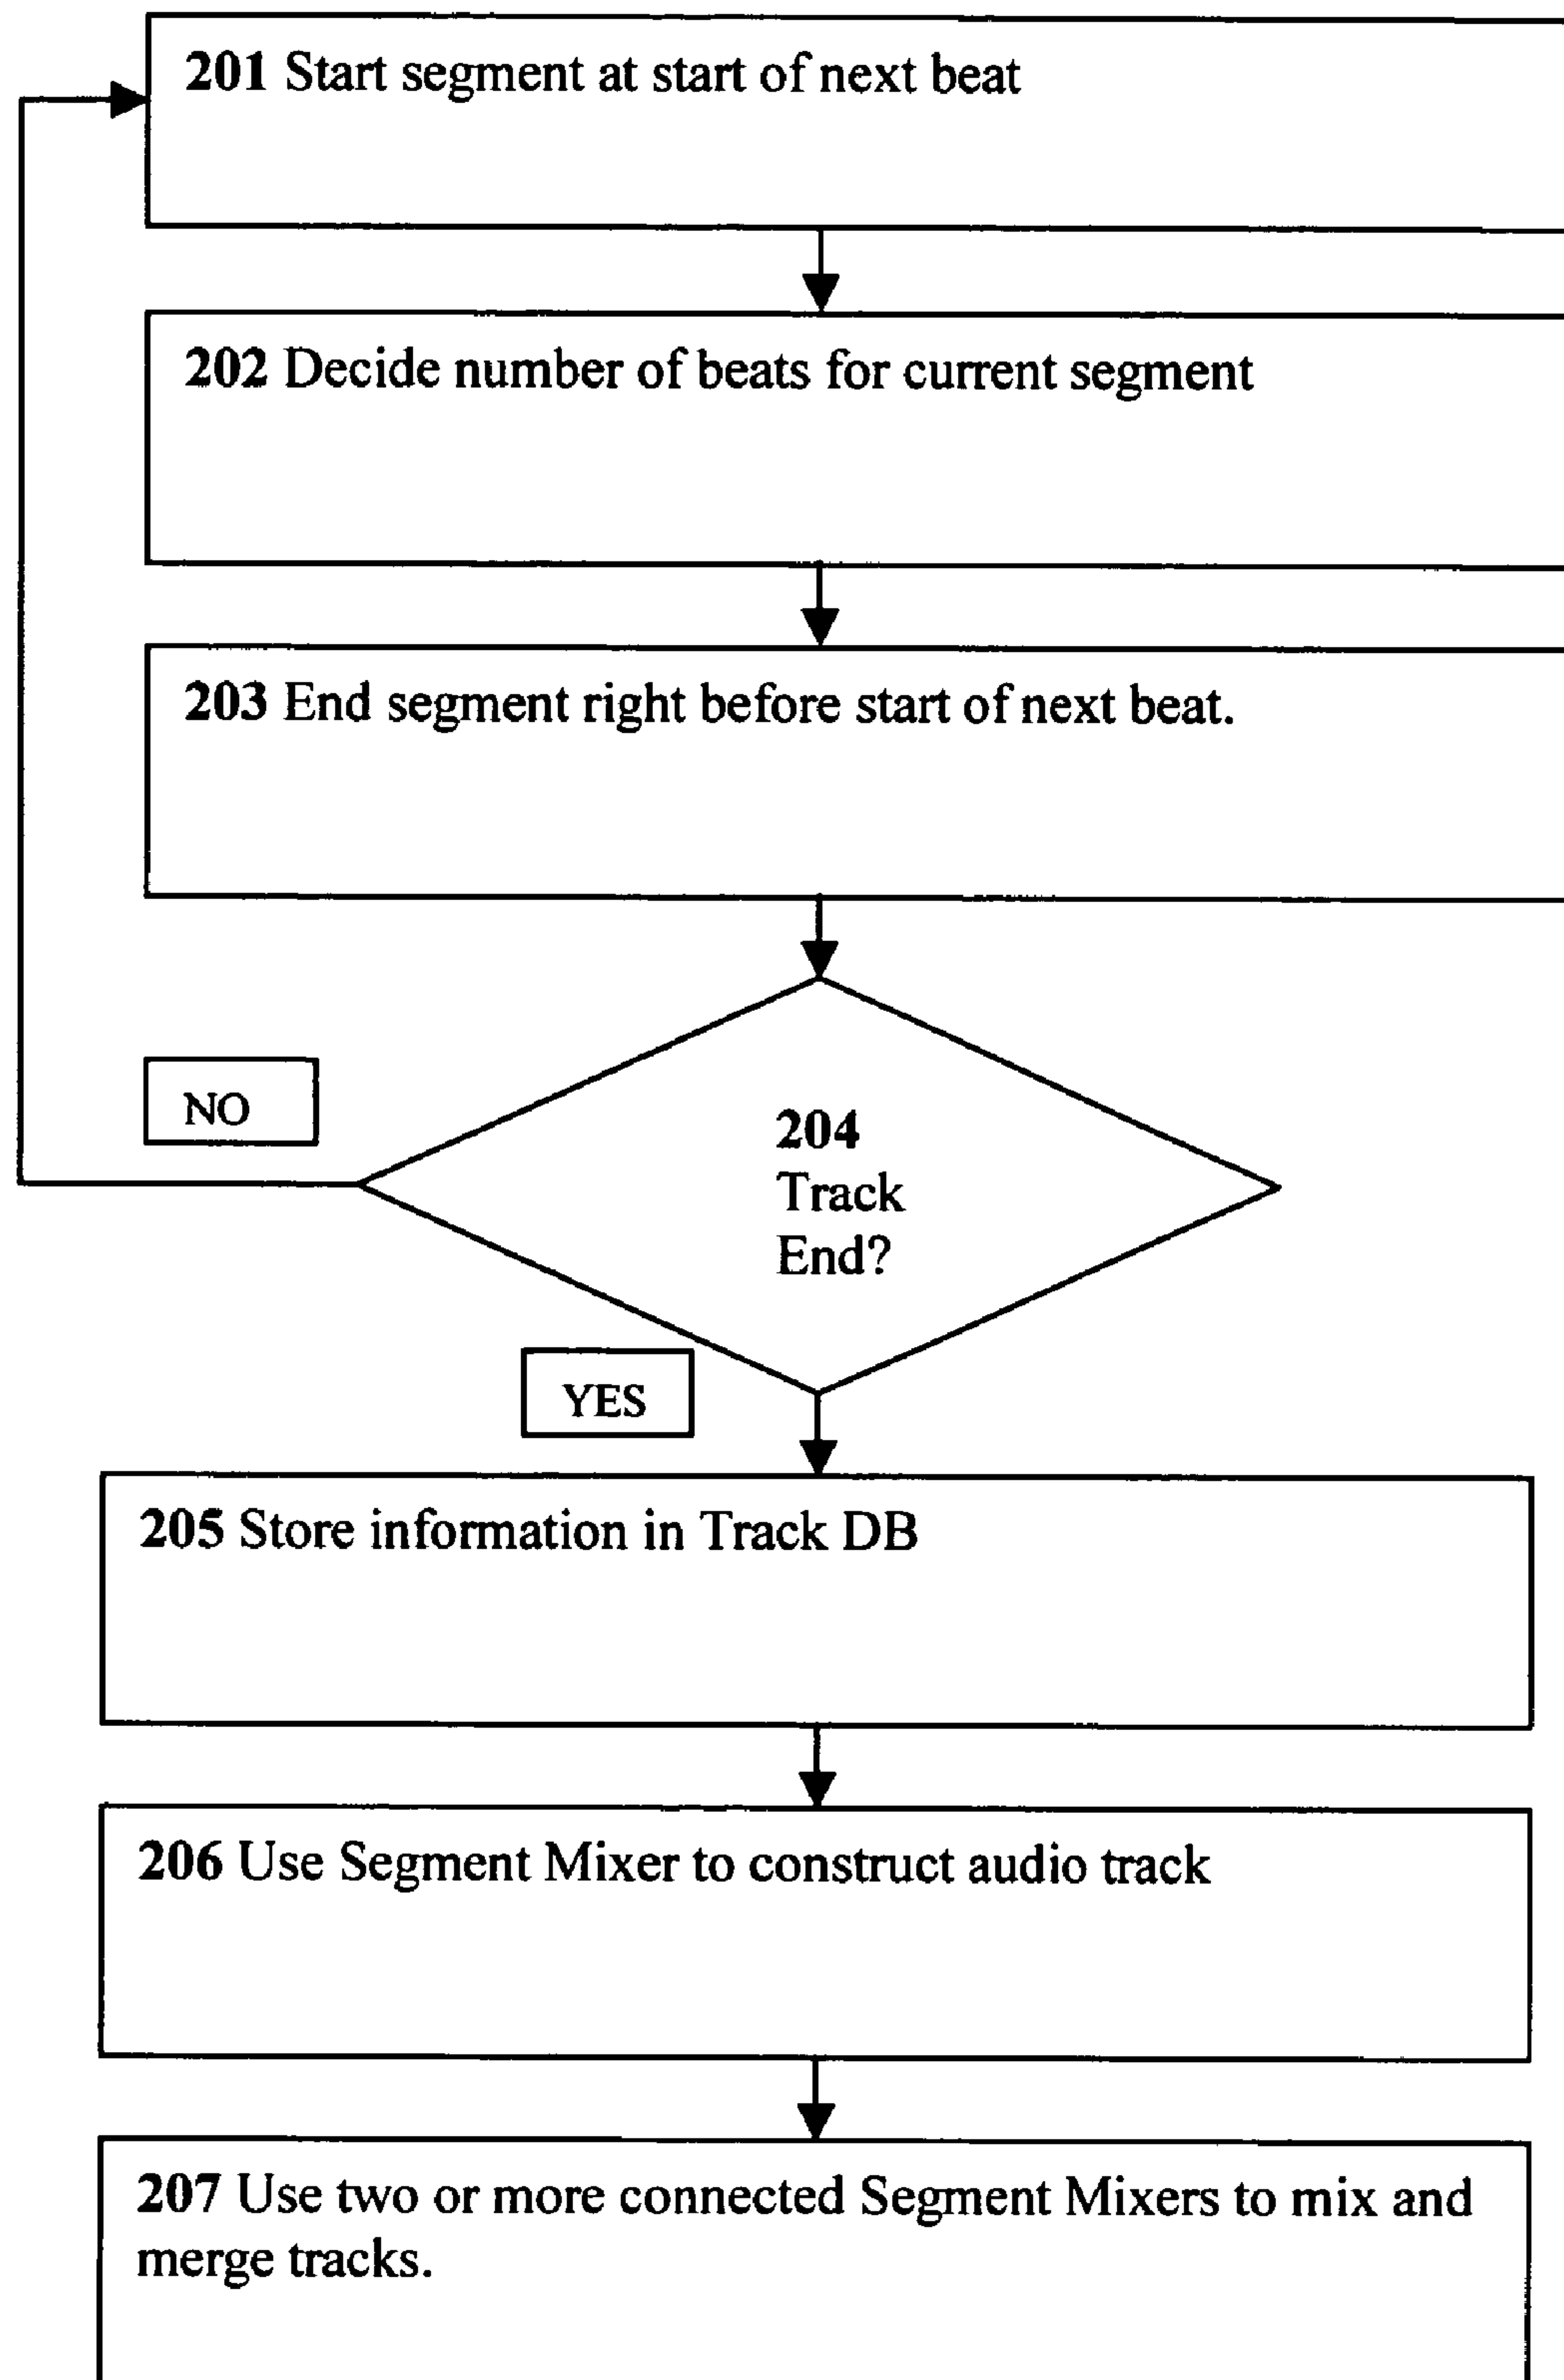 201 Start segment at start of next beat
202 Decide number of beats for current segment
203 End segment right before start of next beat.
NO
204
Track
End?
YES
205 Store information in Track DB
206 Use Segment Mixer to construct audio track
207 Use two or more connected Segment Mixers to mix and
merge tracks.